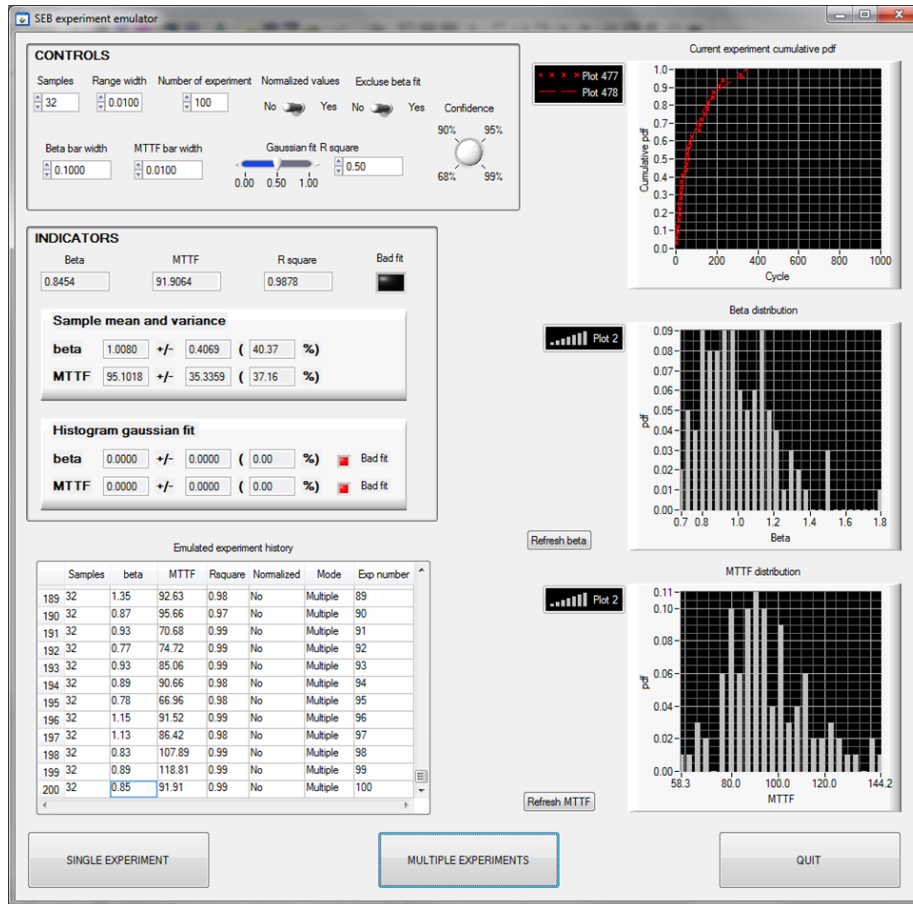 SEB experiment emulator
CONTROLS
Samples Range width Number of experiment Normalized values Excluse beta fit
32 0.0100 100 No Yes No Yes Confidence
90% 95%
68% 99%
Beta bar width MTTF bar width Gaussian fit R square
0.1000 0.0100 0.50
0.00 0.50 1.00
INDICATORS
Beta MTTF R square Bad fit
0.8454 91.9064 0.9878
Sample mean and variance
beta 1.0080 +/- 0.4069 ( 40.37 %)
MTTF 95.1018 +/- 35.3359 ( 37.16 %)
Histogram gaussian fit
beta 0.0000 +/- 0.0000 ( 0.00 %) Bad fit
MTTF 0.0000 +/- 0.0000 ( 0.00 %) Bad fit
Emulated experiment history
Samples beta MTTF Rsquare Normalized Mode Exp number
189 32 1.35 92.63 0.98 No Multiple 89
190 32 0.87 95.66 0.97 No Multiple 90
191 32 0.93 70.68 0.99 No Multiple 91
192 32 0.77 74.72 0.99 No Multiple 92
193 32 0.93 85.06 0.99 No Multiple 93
194 32 0.89 90.66 0.98 No Multiple 94
195 32 0.78 66.96 0.98 No Multiple 95
196 32 1.15 91.52 0.99 No Multiple 96
197 32 1.13 86.42 0.98 No Multiple 97
198 32 0.83 107.89 0.99 No Multiple 98
199 32 0.89 118.81 0.99 No Multiple 99
200 32 0.85 91.91 0.99 No Multiple 100
SINGLE EXPERIMENT MULTIPLE EXPERIMENTS QUIT
Current experiment cumulative pdf
Plot 477
Plot 478
Cumulative pdf
1.0
0.9
0.8
0.7
0.6
0.5
0.4
0.3
0.2
0.1
0.0
0 200 400 600 800 1000
Cycle
Beta distribution
Plot 2
pdf
0.09
0.08
0.07
0.06
0.05
0.04
0.03
0.02
0.01
0.00
0.7 0.8 1.0 1.2 1.4 1.6 1.8
Beta
Refresh beta
MTTF distribution
Plot 2
pdf
0.11
0.10
0.08
0.06
0.04
0.02
0.00
58.3 80.0 100.0 120.0 144.2
MTTF
Refresh MTTF